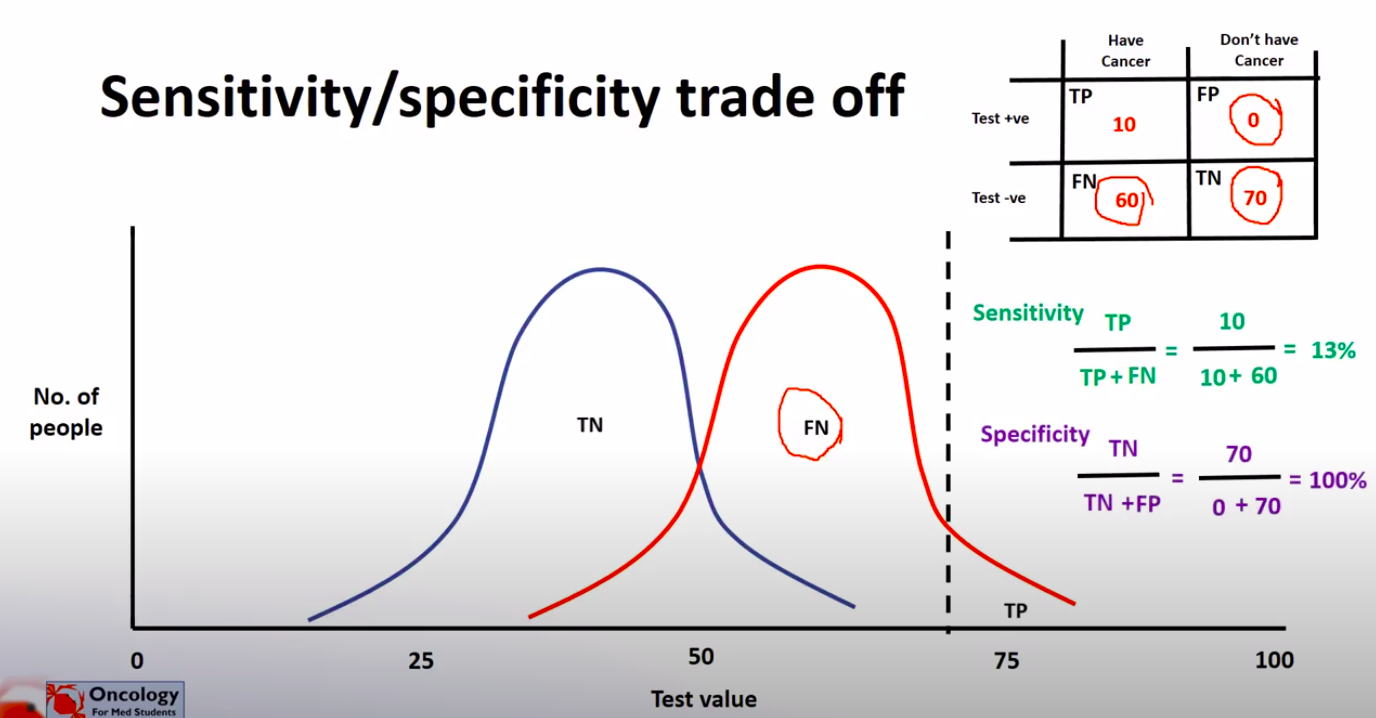 Sensitivity/specificity trade off
Have
Cancer
Don't have
Cancer
Test +ve
TP
10
FP
0
Test -ve
FN
60
TN
70
Sensitivity
TP
TP + FN
=
10
10+ 60
= 13%
Specificity
TN
TN +FP
=
70
0 + 70
= 100%
No. of
people
TN
FN
TP
0
25
50
75
100
Test value
Oncology
For Med Students